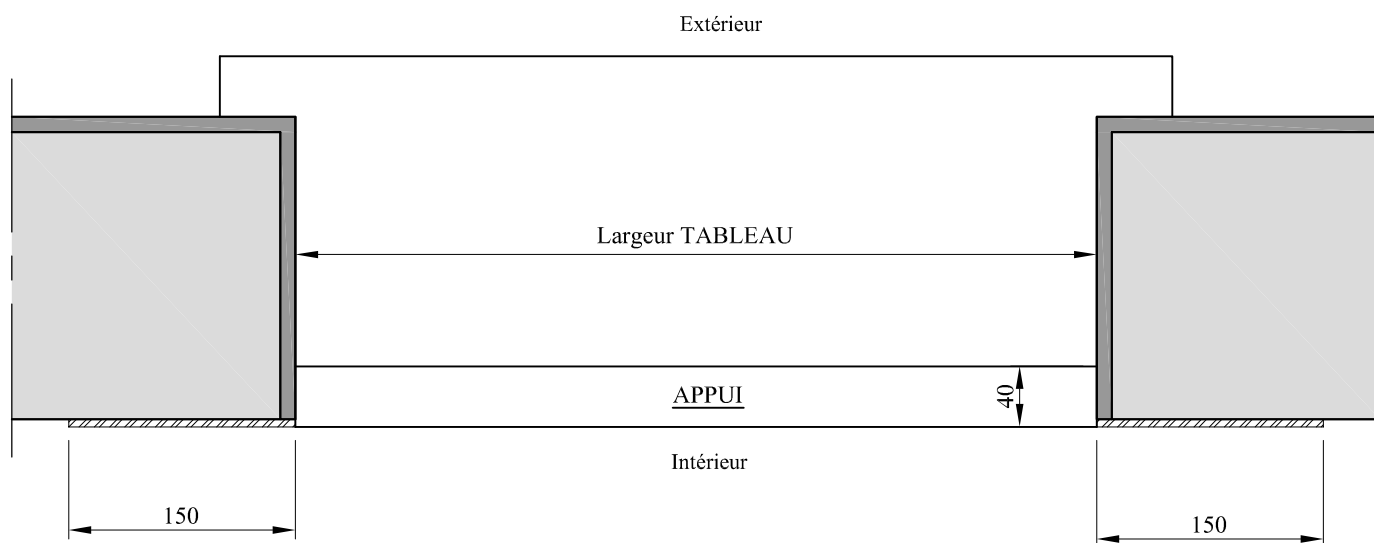 Extérieur
Largeur TABLEAU
APPUI
40
Intérieur
150
150